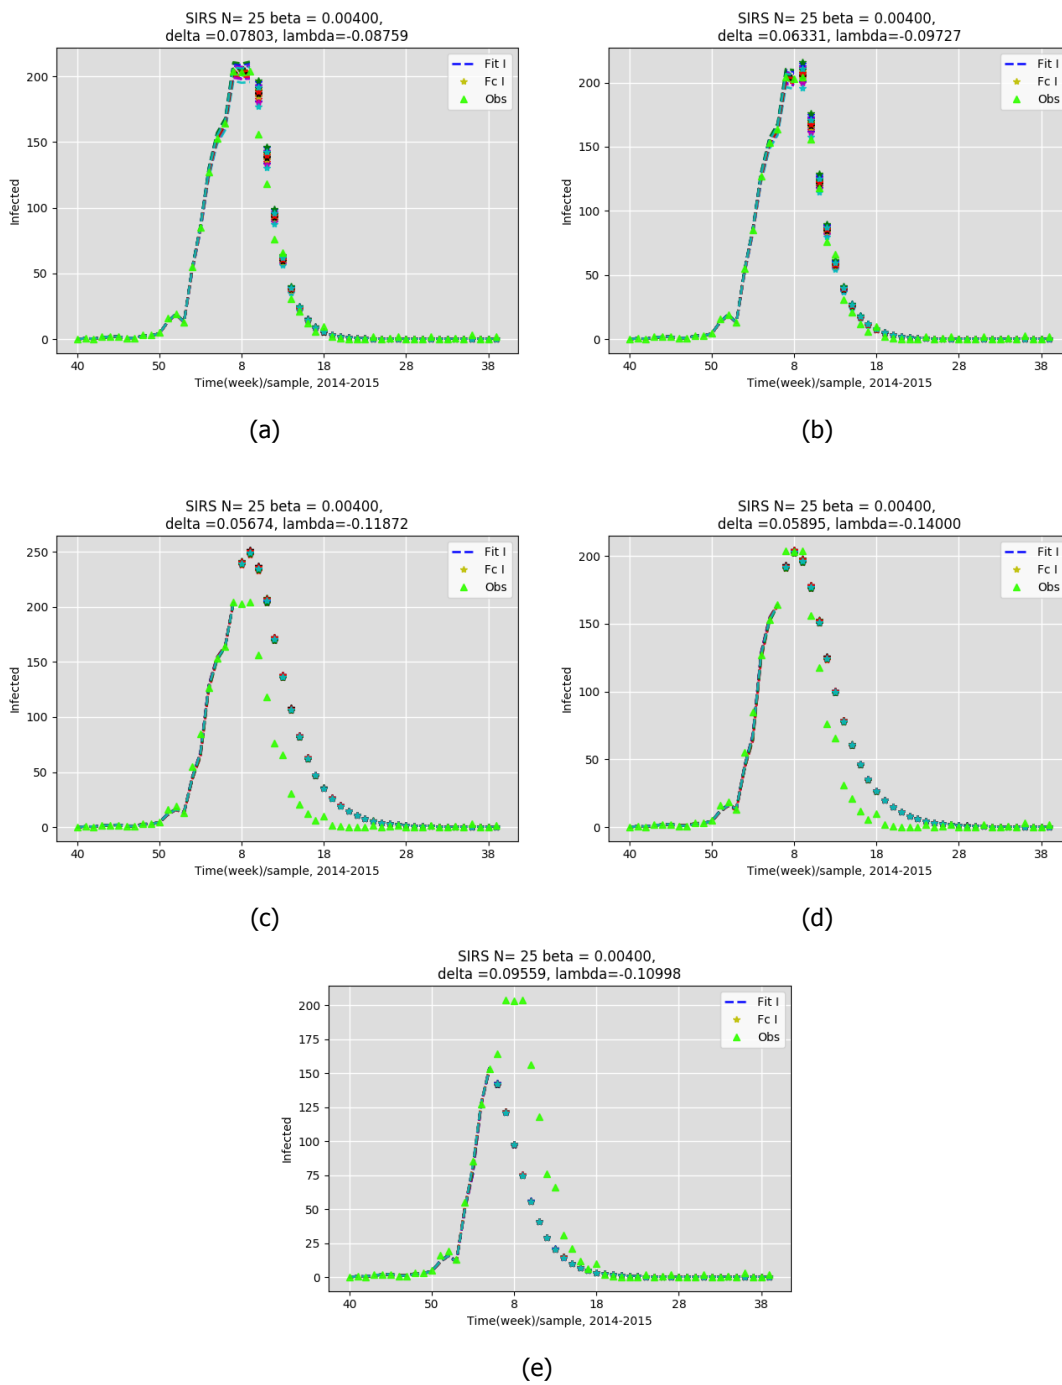 SIRS N= 25 beta = 0.00400,
delta =0.07803, lambda=-0.08759
Fit I
Fc I
Obs
200
150
100
50
0
Infected
40 50 8 18 28 38
Time(week)/sample, 2014-2015
(a)
SIRS N= 25 beta = 0.00400,
delta =0.06331, lambda=-0.09727
Fit I
Fc I
Obs
200
150
100
50
0
Infected
40 50 8 18 28 38
Time(week)/sample, 2014-2015
(b)
SIRS N= 25 beta = 0.00400,
delta =0.05674, lambda=-0.11872
Fit I
Fc I
Obs
250
200
150
100
50
0
Infected
40 50 8 18 28 38
Time(week)/sample, 2014-2015
(c)
SIRS N= 25 beta = 0.00400,
delta =0.05895, lambda=-0.14000
Fit I
Fc I
Obs
200
150
100
50
0
Infected
40 50 8 18 28 38
Time(week)/sample, 2014-2015
(d)
SIRS N= 25 beta = 0.00400,
delta =0.09559, lambda=-0.10998
Fit I
Fc I
Obs
200
175
150
125
100
75
50
25
0
Infected
40 50 8 18 28 38
Time(week)/sample, 2014-2015
(e)